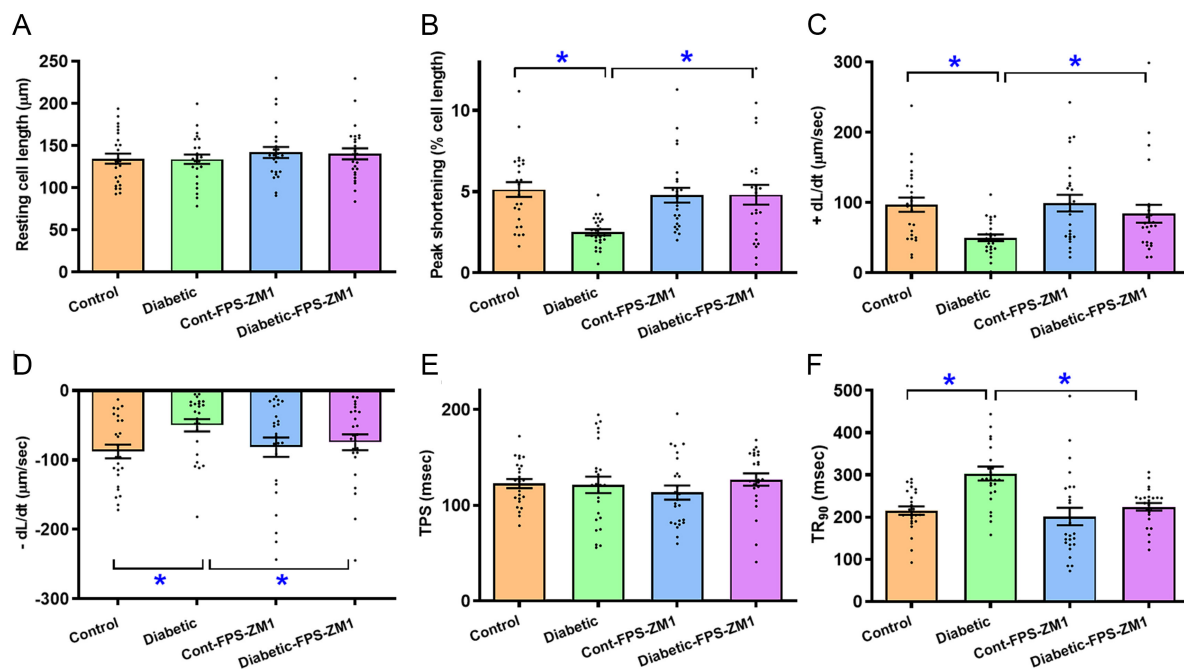 A
Resting cell length (μm)
250
200
150
100
50
0
Control
Diabetic
Cont-FPS-ZM1
Diabetic-FPS-ZM1
B
Peak shortening (% cell length)
10
5
0
*
*
Control
Diabetic
Cont-FPS-ZM1
Diabetic-FPS-ZM1
C
+ dL/dt (μm/sec)
300
200
100
0
*
*
Control
Diabetic
Cont-FPS-ZM1
Diabetic-FPS-ZM1
D
- dL/dt (μm/sec)
0
-100
-200
-300
*
*
Control
Diabetic
Cont-FPS-ZM1
Diabetic-FPS-ZM1
E
TPS (msec)
200
100
0
Control
Diabetic
Cont-FPS-ZM1
Diabetic-FPS-ZM1
F
TR90 (msec)
500
400
300
200
100
0
*
*
Control
Diabetic
Cont-FPS-ZM1
Diabetic-FPS-ZM1